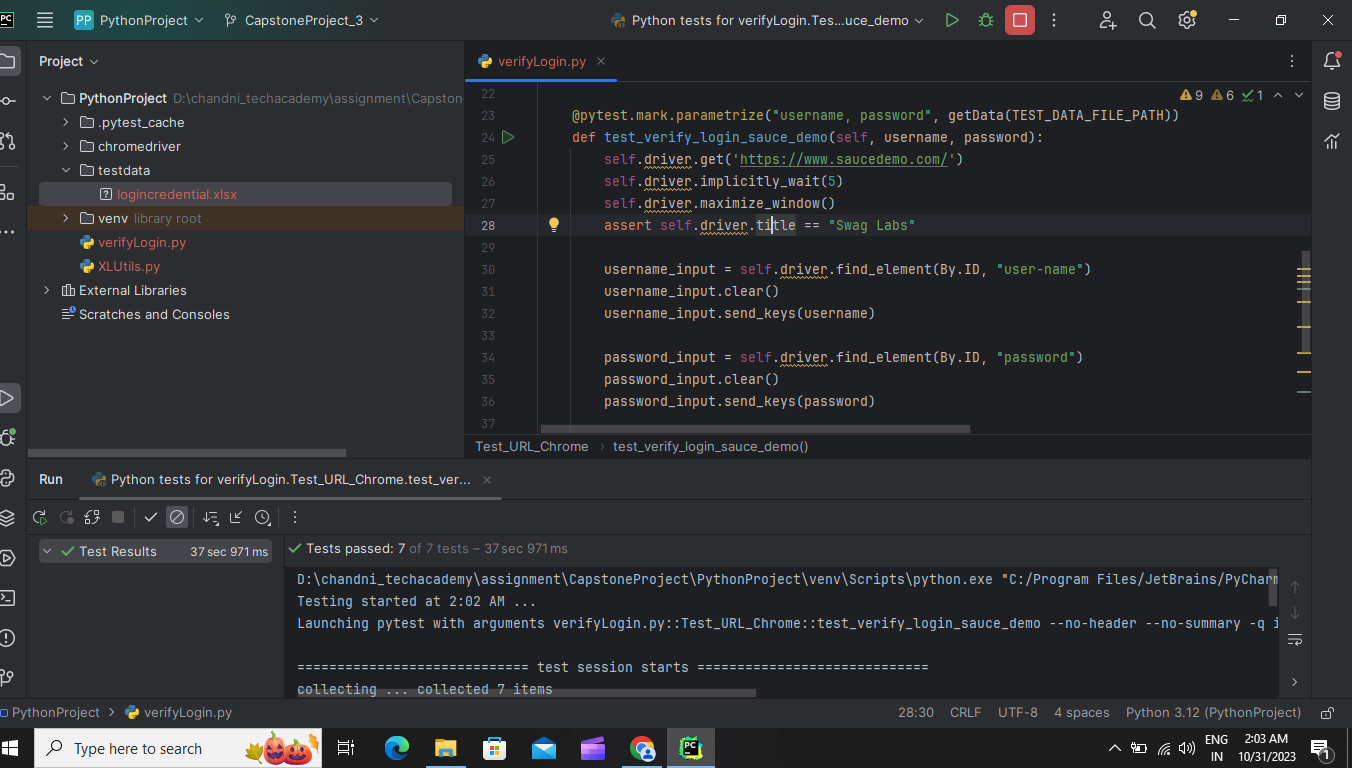 PC
PP PythonProject CapstoneProject_3 Python tests for verifyLogin.Tes...uce_demo
Project
PythonProject D:\chandni_techacademy\assignment\Capston
.pytest_cache
chromedriver
testdata
logincredential.xlsx
venv library root
verifyLogin.py
XLUtils.py
External Libraries
Scratches and Consoles
verifyLogin.py
9 6 1
22
23 @pytest.mark.parametrize("username, password", getData(TEST_DATA_FILE_PATH))
24 def test_verify_login_sauce_demo(self, username, password):
25 self.driver.get('https://www.saucedemo.com/')
26 self.driver.implicitly_wait(5)
27 self.driver.maximize_window()
28 assert self.driver.title == "Swag Labs"
29
30 username_input = self.driver.find_element(By.ID, "user-name")
31 username_input.clear()
32 username_input.send_keys(username)
33
34 password_input = self.driver.find_element(By.ID, "password")
35 password_input.clear()
36 password_input.send_keys(password)
37
Test_URL_Chrome test_verify_login_sauce_demo()
Run Python tests for verifyLogin.Test_URL_Chrome.test_ver...
Test Results 37 sec 971 ms
Tests passed: 7 of 7 tests – 37 sec 971 ms
D:\chandni_techacademy\assignment\CapstoneProject\PythonProject\venv\Scripts\python.exe "C:/Program Files/JetBrains/PyCharm
Testing started at 2:02 AM ...
Launching pytest with arguments verifyLogin.py::Test_URL_Chrome::test_verify_login_sauce_demo --no-header --no-summary -q i
============================= test session starts =============================
collecting ... collected 7 items
PythonProject verifyLogin.py 28:30 CRLF UTF-8 4 spaces Python 3.12 (PythonProject)
Type here to search
PC
ENG
IN
2:03 AM
10/31/2023
1